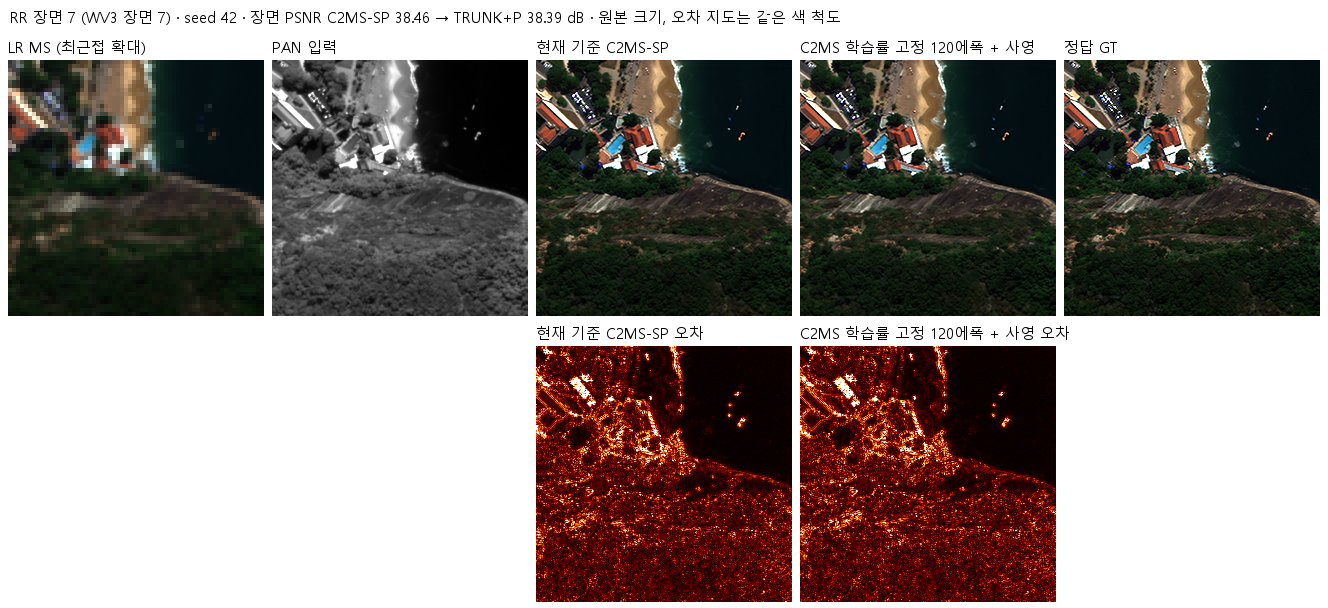 RR 장면 7 (WV3 장면 7) · seed 42 · 장면 PSNR C2MS-SP 38.46 → TRUNK+P 38.39 dB · 원본 크기, 오차 지도는 같은 색 척도
LR MS (최근접 확대)
PAN 입력
현재 기준 C2MS-SP
C2MS 학습률 고정 120에폭 + 사영
정답 GT
현재 기준 C2MS-SP 오차
C2MS 학습률 고정 120에폭 + 사영 오차